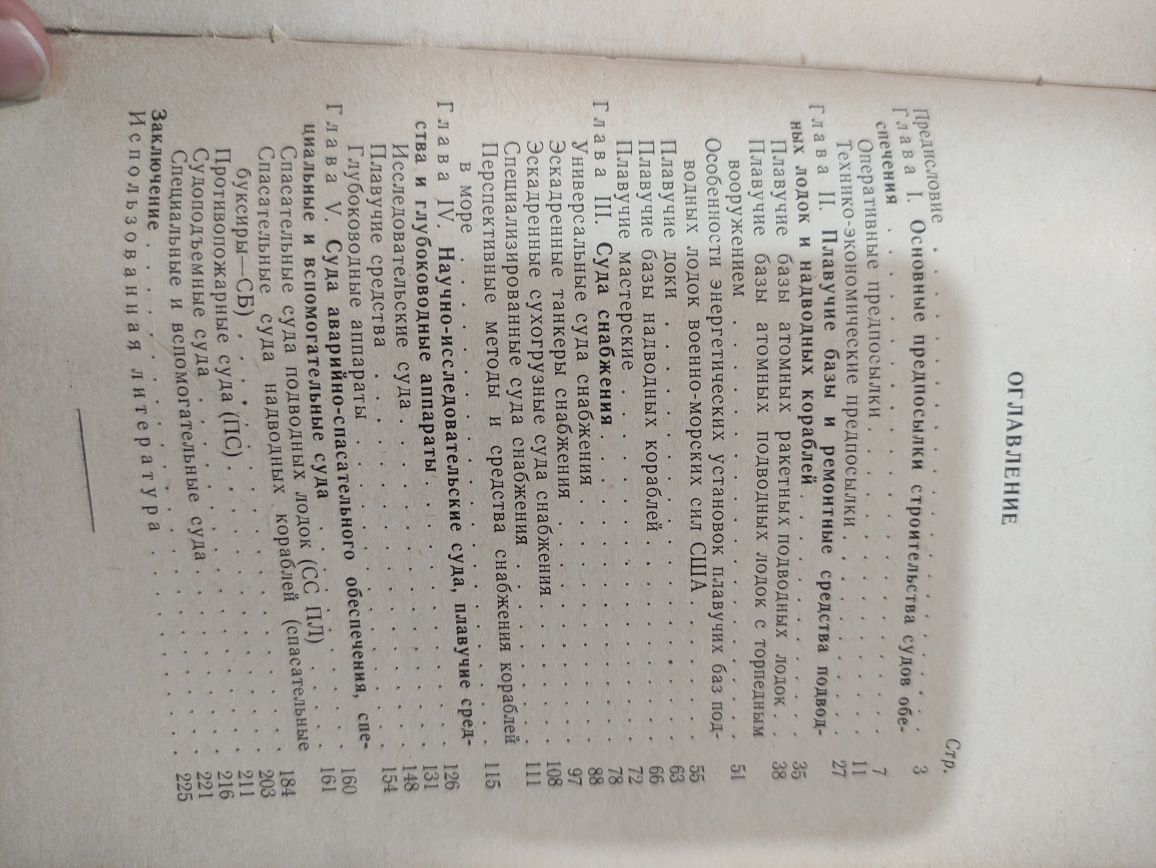 ОГЛАВЛЕНИЕ
Стр.
Предисловие . . . . . . . . . . 3
Глава I. Основные предпосылки строительства судов обе-
спечения . . . . . . . . . . 7
Оперативные предпосылки . . . . . . . . 11
Технико-экономические предпосылки . . . . . . . 27
Глава II. Плавучие базы и ремонтные средства подвод-
ных лодок и надводных кораблей . . . . . . . 35
Плавучие базы атомных ракетных подводных лодок . . 38
Плавучие базы атомных подводных лодок с торпедным
вооружением . . . . . . . . . . 51
Особенности энергетических установок плавучих баз под-
водных лодок военно-морских сил США . . . . . 55
Плавучие доки . . . . . . . . . . 63
Плавучие базы надводных кораблей . . . . . . 66
Плавучие мастерские . . . . . . . . . 72
Глава III. Суда снабжения . . . . . . . . 78
Универсальные суда снабжения . . . . . . . 88
Эскадренные танкеры снабжения . . . . . . . 97
Эскадренные сухогрузные суда снабжения . . . . . 108
Специализированные суда снабжения . . . . . . 111
Перспективные методы и средства снабжения кораблей
в море . . . . . . . . . . 115
Глава IV. Научно-исследовательские суда, плавучие сред-
ства и глубоководные аппараты . . . . . . . 126
Исследовательские суда . . . . . . . . 131
Плавучие средства . . . . . . . . . 148
Глубоководные аппараты . . . . . . . . 154
Глава V. Суда аварийно-спасательного обеспечения, спе-
циальные и вспомогательные суда . . . . . . 160
Спасательные суда подводных лодок (СС ПЛ) . . . . 161
Спасательные суда надводных кораблей (спасательные
буксиры—СБ) . . . . . . . . . 184
Противопожарные суда (ПС) . . . . . . . 203
Судоподъемные суда . . . . . . . . . 211
Специальные и вспомогательные суда . . . . . . 216
Заключение . . . . . . . . . . 221
Использованная литература . . . . . . . 225